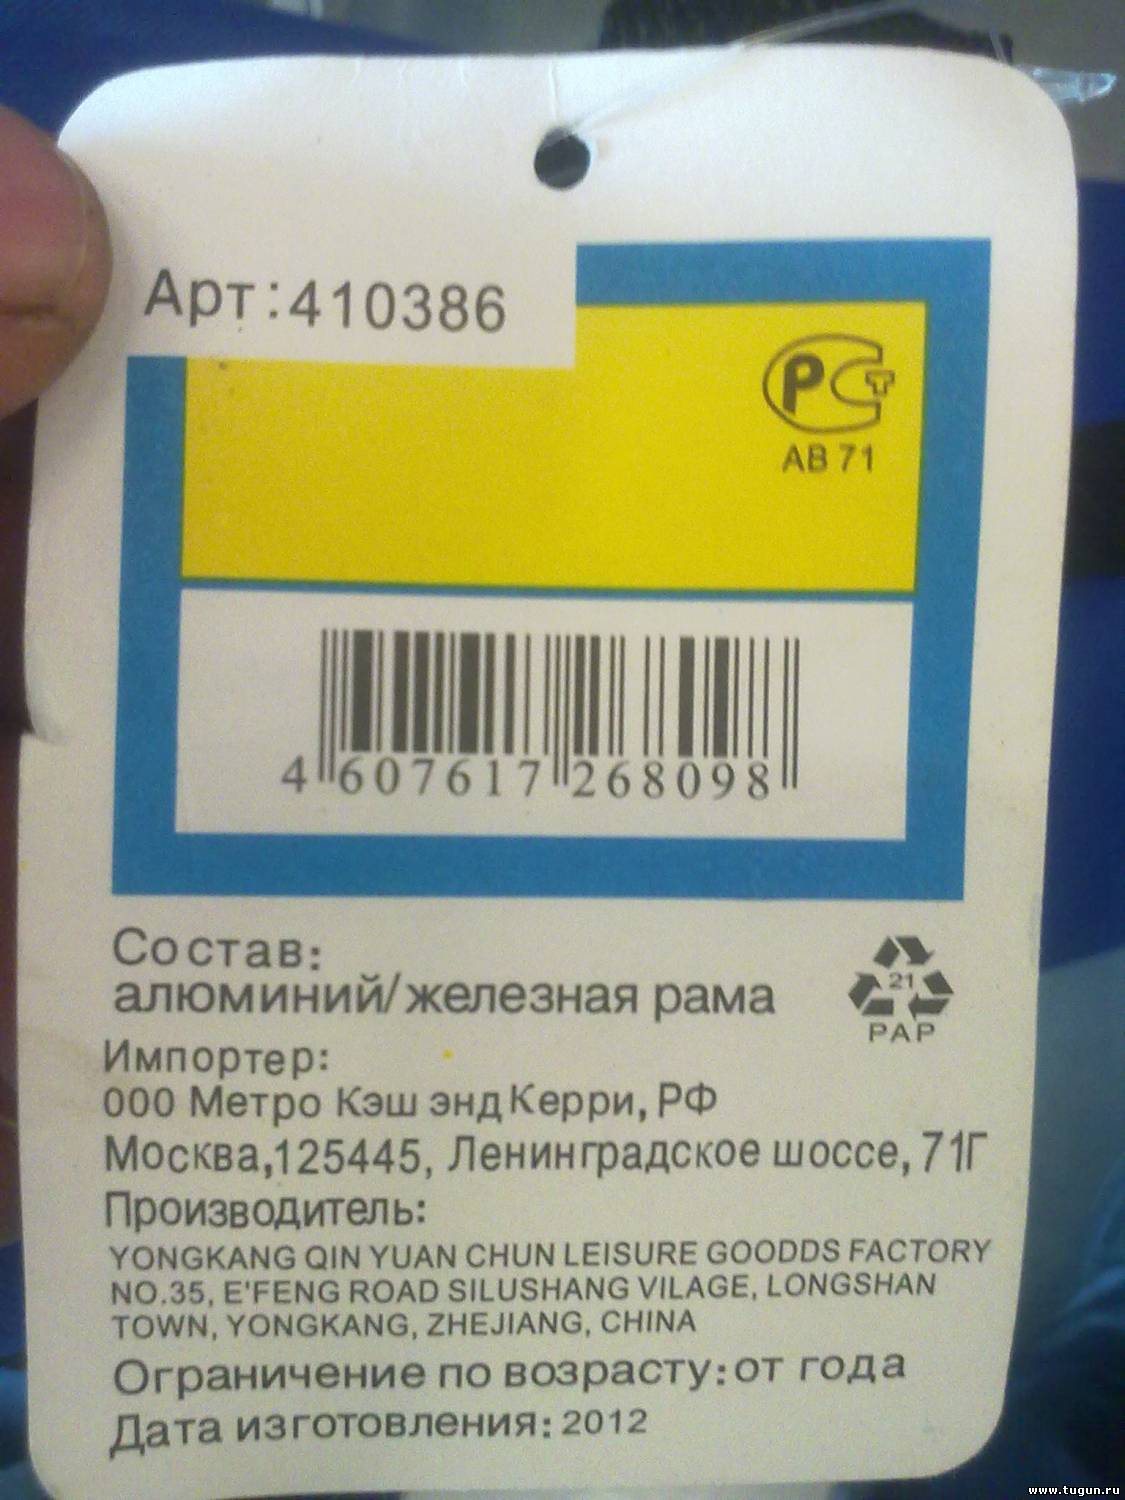 Арт:410386
РСТ
АВ 71
4 607617 268098
Состав:
алюминий/железная рама
21
PAP
Импортер:
ООО Метро Кэш энд Керри, РФ
Москва,125445, Ленинградское шоссе, 71Г
Производитель:
YONGKANG QIN YUAN CHUN LEISURE GOODDS FACTORY
NO.35, E'FENG ROAD SILUSHANG VILAGE, LONGSHAN
TOWN, YONGKANG, ZHEJIANG, CHINA
Ограничение по возрасту:от года
Дата изготовления: 2012
www.tugun.ru